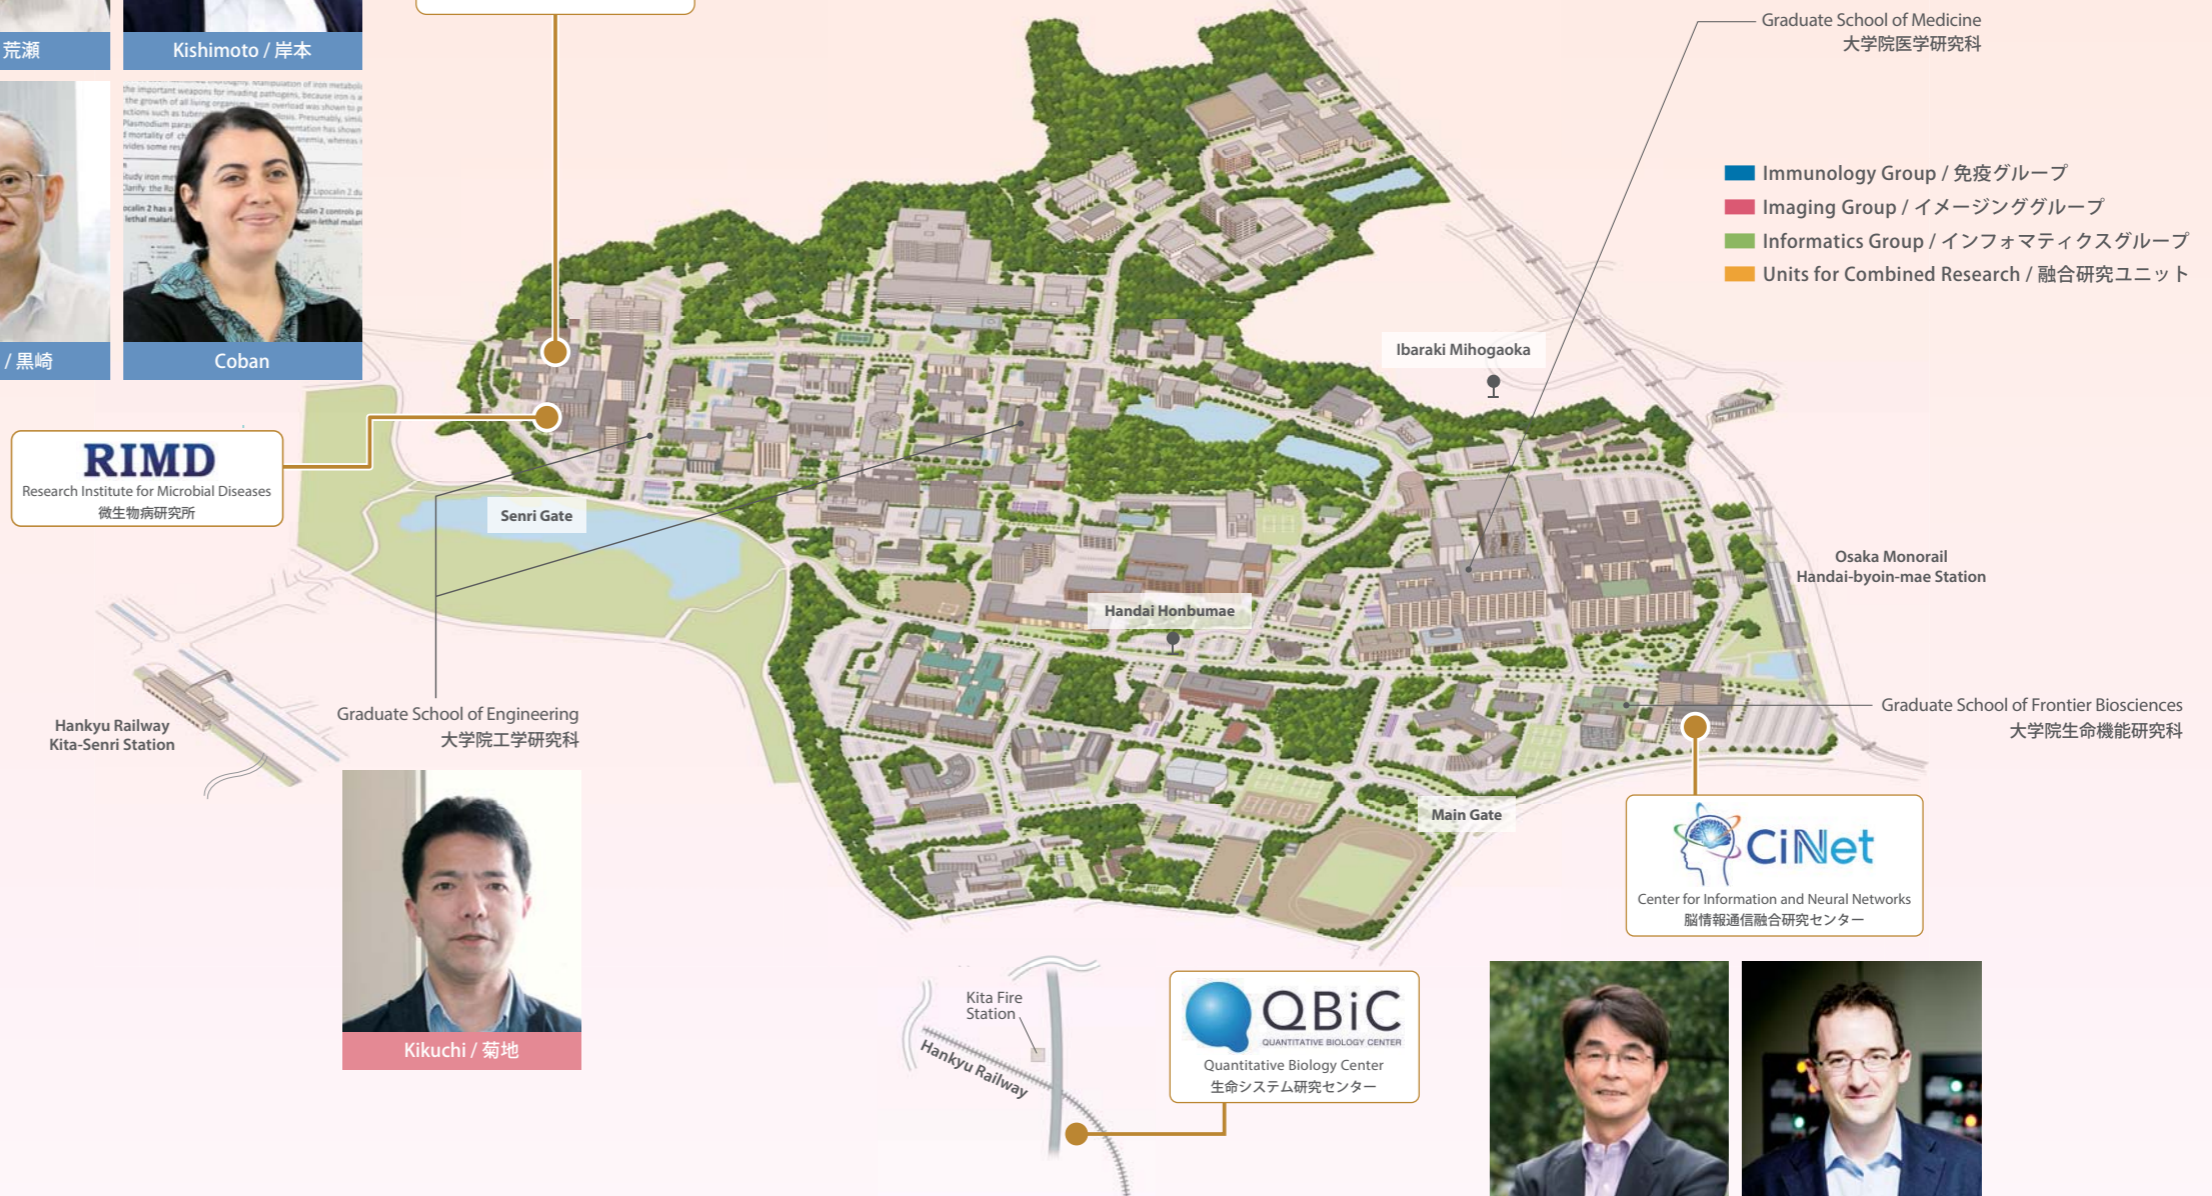 荒瀬
Kishimoto / 岸本
/ 黒崎
Coban
Graduate School of Medicine
大学院医学研究科
Immunology Group / 免疫グループ
Imaging Group / イメージンググループ
Informatics Group / インフォマティクスグループ
Units for Combined Research / 融合研究ユニット
Ibaraki Mihogaoka
RIMD
Research Institute for Microbial Diseases
微生物病研究所
Senri Gate
Osaka Monorail
Handai-byoin-mae Station
Handai Honbumae
Hankyu Railway
Kita-Senri Station
Graduate School of Engineering
大学院工学研究科
Graduate School of Frontier Biosciences
大学院生命機能研究科
Main Gate
CiNet
Center for Information and Neural Networks
脳情報通信融合研究センター
Kikuchi / 菊地
Kita Fire
Station
Hankyu Railway
QBiC
QUANTITATIVE BIOLOGY CENTER
Quantitative Biology Center
生命システム研究センター